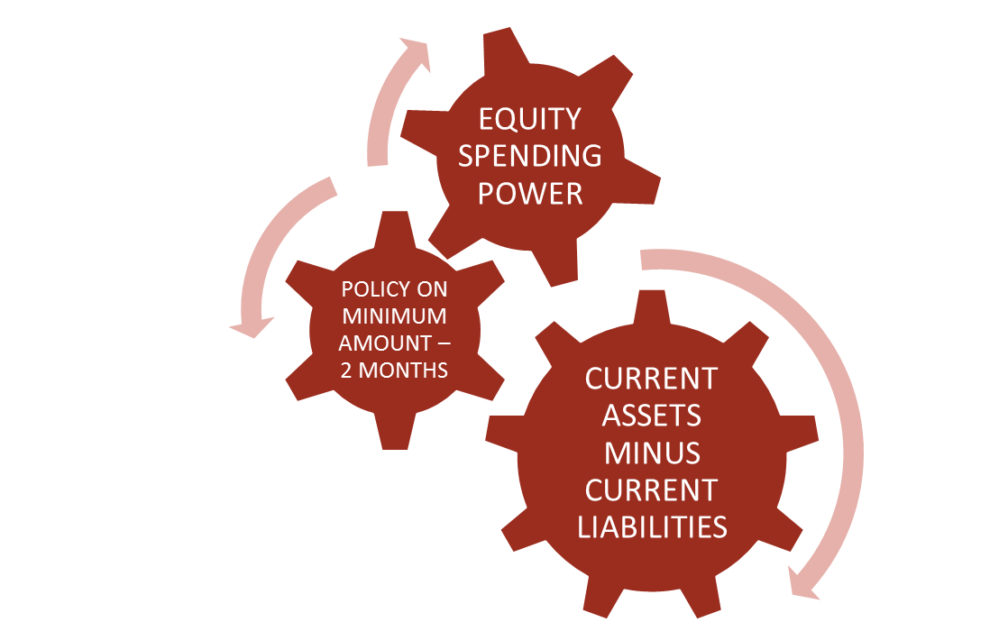 EQUITY
SPENDING
POWER
POLICY ON
MINIMUM
AMOUNT –
2 MONTHS
CURRENT
ASSETS
MINUS
CURRENT
LIABILITIES